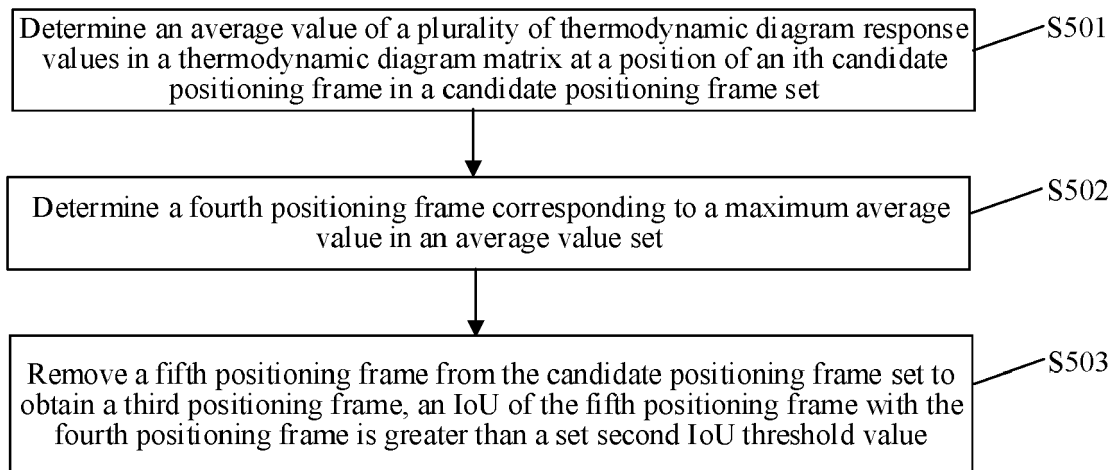 Determine an average value of a plurality of thermodynamic diagram response
values in a thermodynamic diagram matrix at a position of an ith candidate
positioning frame in a candidate positioning frame set
S501
Determine a fourth positioning frame corresponding to a maximum average
value in an average value set
S502
Remove a fifth positioning frame from the candidate positioning frame set to
obtain a third positioning frame, an IoU of the fifth positioning frame with the
fourth positioning frame is greater than a set second IoU threshold value
S503